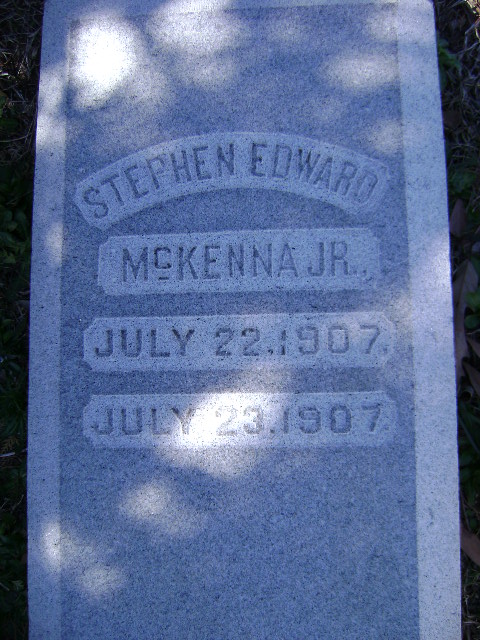 STEPHEN EDWARD
McKENNA JR.,
JULY 22.1907.
JULY 23.1907